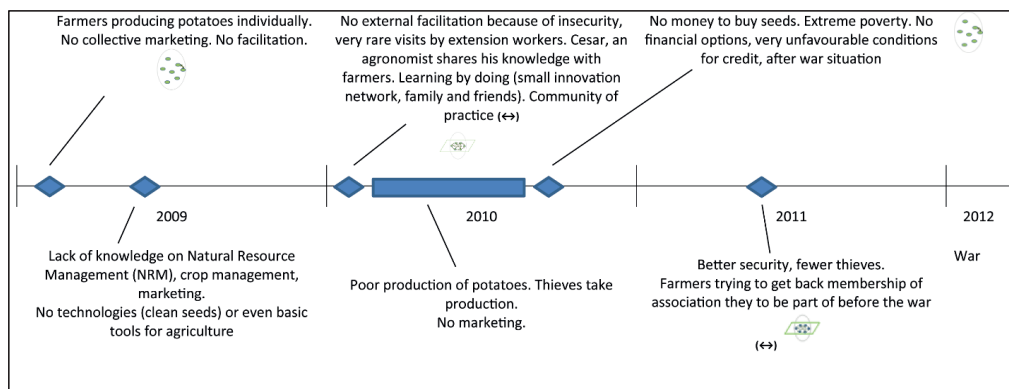 Farmers producing potatoes individually.
No collective marketing. No facilitation.
No external facilitation because of insecurity,
very rare visits by extension workers. Cesar, an
agronomist shares his knowledge with
farmers. Learning by doing (small innovation
network, family and friends). Community of
practice (↔)
No money to buy seeds. Extreme poverty. No
financial options, very unfavourable conditions
for credit, after war situation
2009
2010
2011
2012
Lack of knowledge on Natural Resource
Management (NRM), crop management,
marketing.
No technologies (clean seeds) or even basic
tools for agriculture
Poor production of potatoes. Thieves take
production.
No marketing.
Better security, fewer thieves.
Farmers trying to get back membership of
association they to be part of before the war
(↔)
War